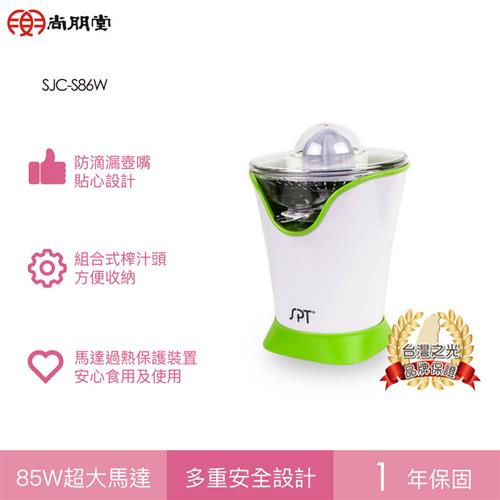 尚朋堂
SJC-S86W
防滴漏壺嘴
貼心設計
組合式榨汁頭
方便收納
馬達過熱保護裝置
安心食用及使用
SPT®
台灣之光
品牌保證
85W超大馬達
多重安全設計
1 年保固